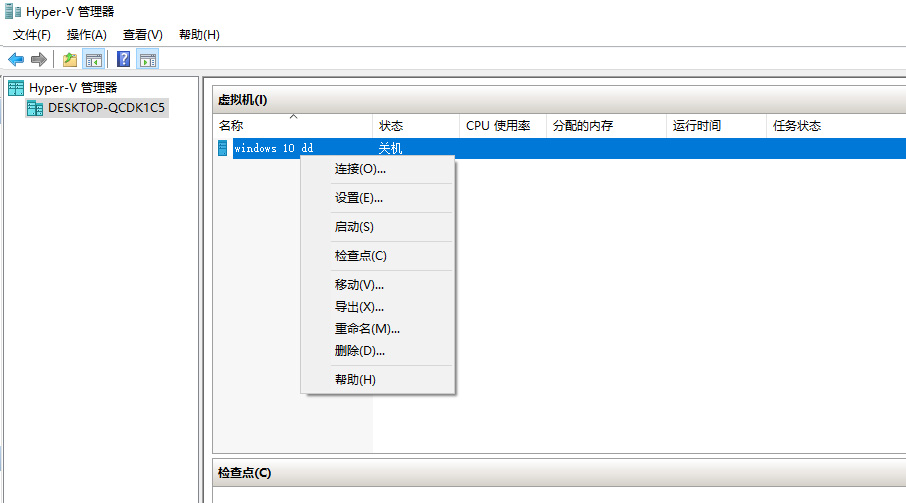 Hyper-V 管理器
文件(F) 操作(A) 查看(V) 帮助(H)
Hyper-V 管理器
DESKTOP-QCDK1C5
虚拟机(I)
名称 状态 CPU 使用率 分配的内存 运行时间 任务状态
windows 10 dd 关机
连接(O)...
设置(E)...
启动(S)
检查点(C)
移动(V)...
导出(X)...
重命名(M)...
删除(D)...
帮助(H)
检查点(C)